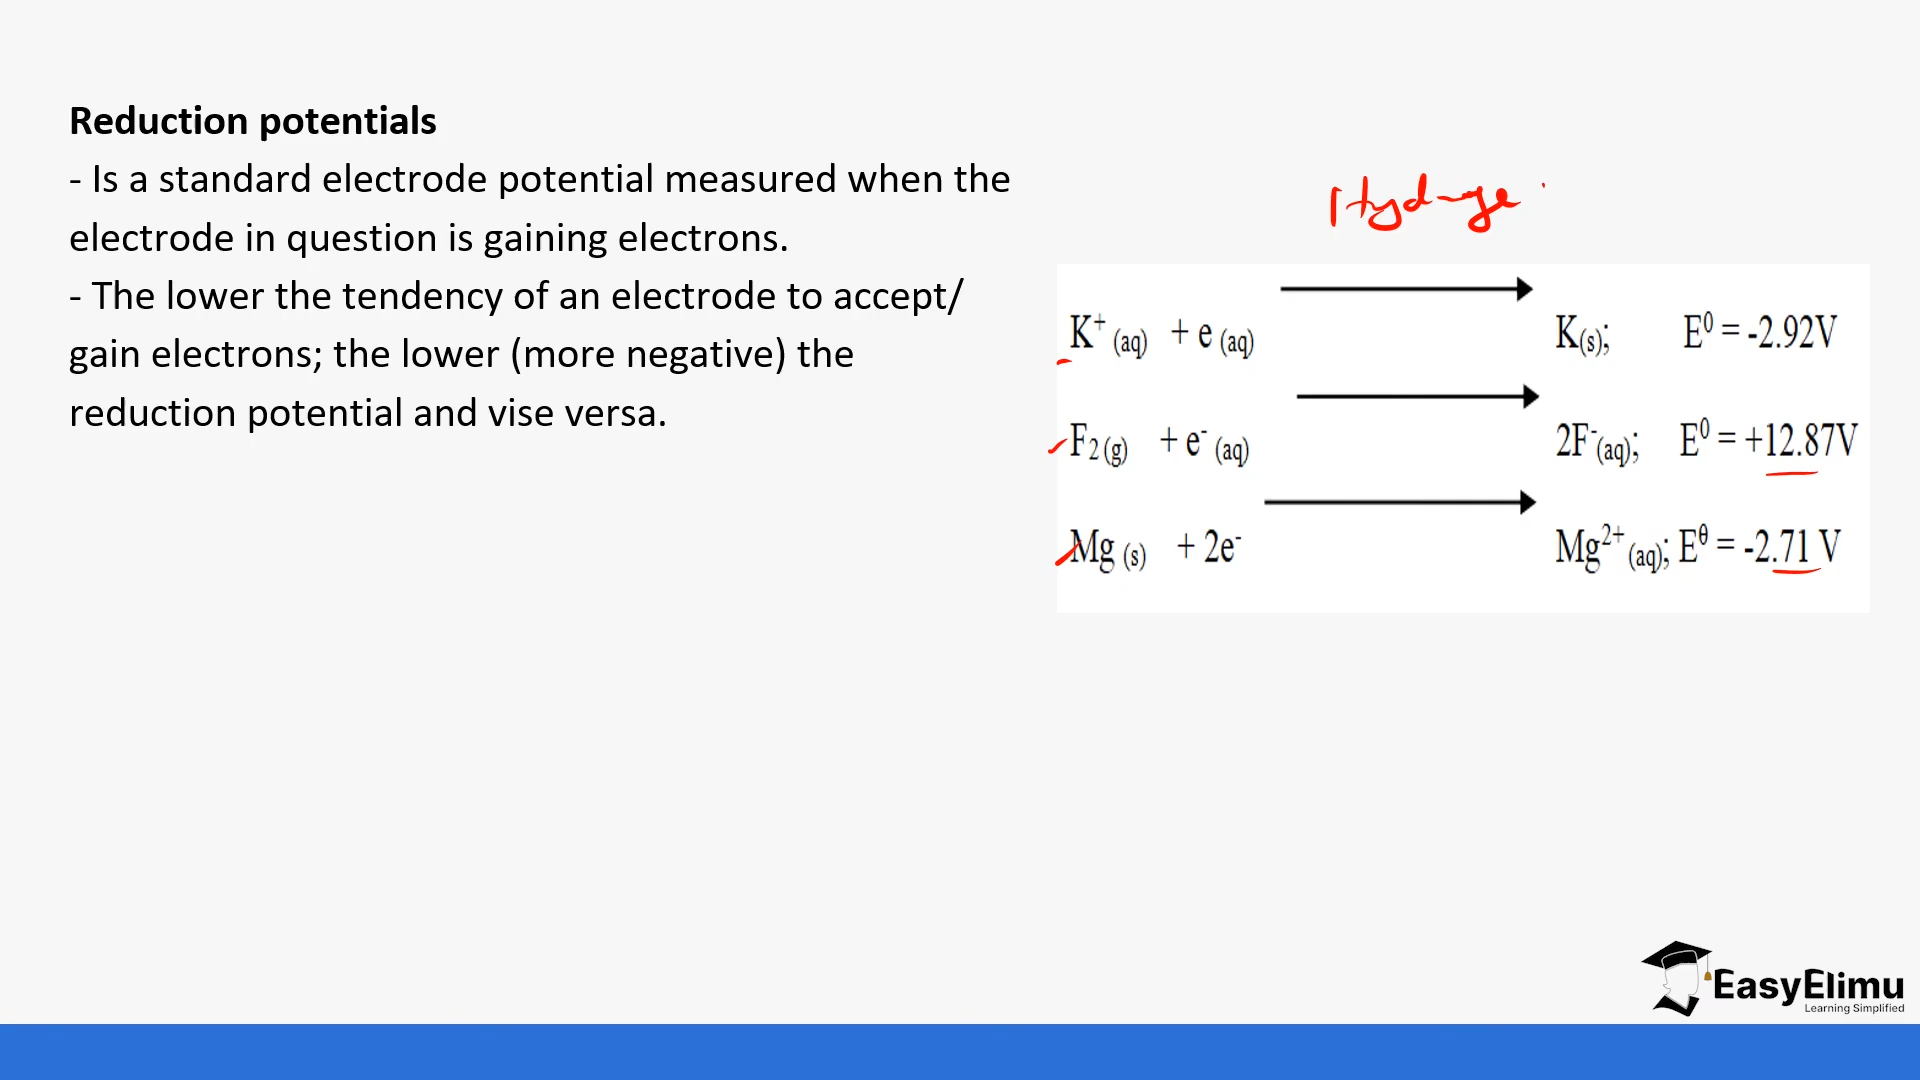 Reduction potentials
- Is a standard electrode potential measured when the
electrode in question is gaining electrons.
- The lower the tendency of an electrode to accept/
gain electrons; the lower (more negative) the
reduction potential and vise versa.
Hydroge
K⁺ (aq) + e (aq) → K(s); E⁰ = -2.92V
F₂ (g) + e⁻ (aq) → 2F⁻(aq); E⁰ = +12.87V
Mg (s) + 2e⁻ → Mg²⁺ (aq); E⁰ = -2.71 V
EasyElimu
Learning Simplified